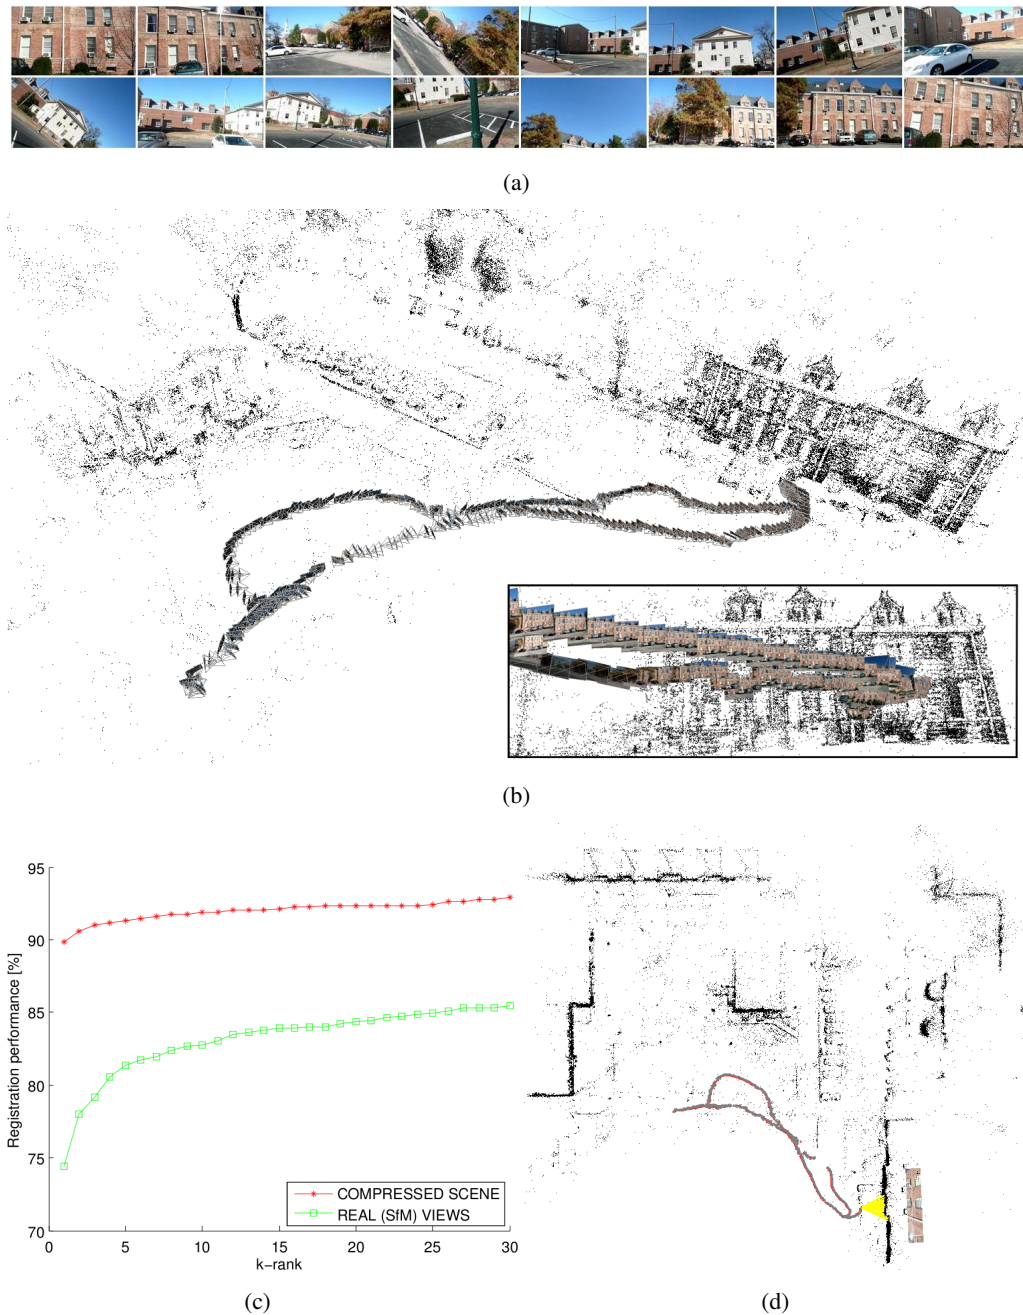 (a)
(b)
95
90
85
80
75
70
Registration performance [%]
0
5
10
15
20
25
30
k-rank
COMPRESSED SCENE
REAL (SfM) VIEWS
(c)
(d)